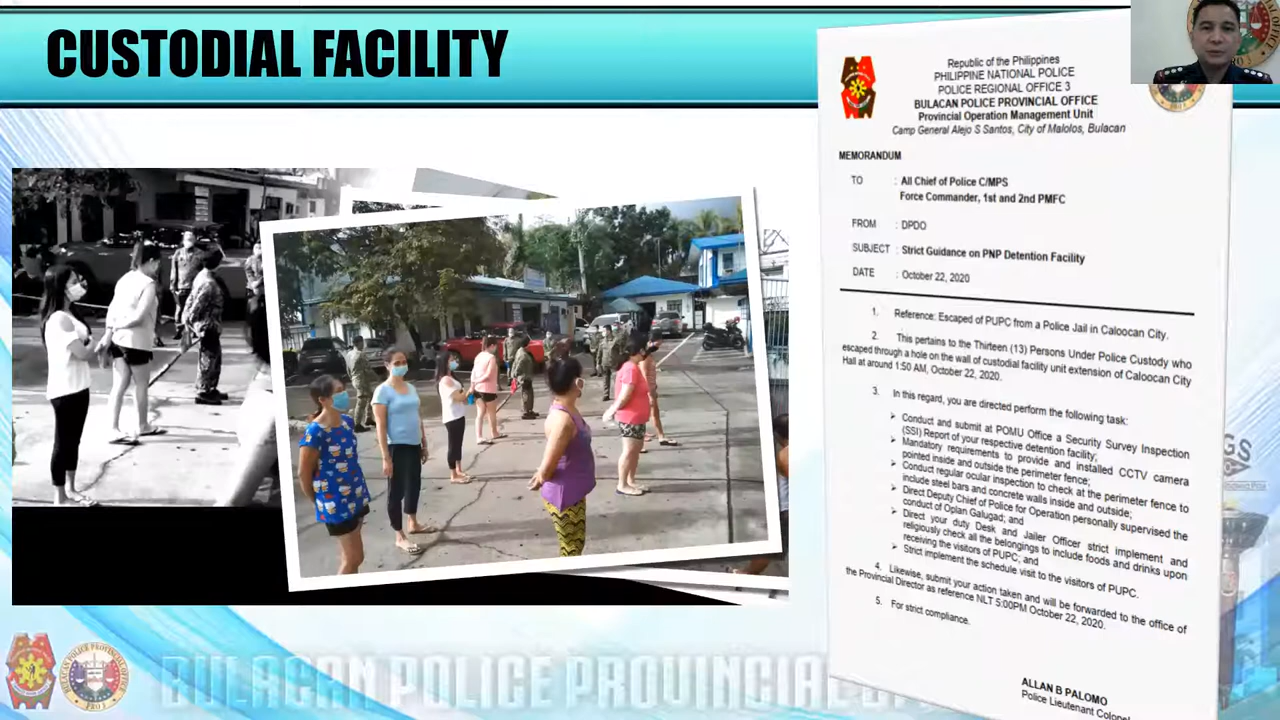 CUSTODIAL FACILITY
Republic of the Philippines
PHILIPPINE NATIONAL POLICE
POLICE REGIONAL OFFICE 3
BULACAN POLICE PROVINCIAL OFFICE
Provincial Operation Management Unit
Camp General Alejo S Santos, City of Malolos, Bulacan
MEMORANDUM
TO : All Chief of Police C/MPS
Force Commander, 1st and 2nd PMFC
FROM : DPDO
SUBJECT : Strict Guidance on PNP Detention Facility
DATE : October 22, 2020
1. Reference: Escaped of PUPC from a Police Jail in Caloocan City.
2. This pertains to the Thirteen (13) Persons Under Police Custody who
escaped through a hole on the wall of custodial facility unit extension of Caloocan City
Hall at around 1:50 AM, October 22, 2020.
3. In this regard, you are directed perform the following task:
➢ Conduct and submit at POMU Office a Security Survey Inspection
(SSI) Report of your respective detention facility;
➢ Mandatory requirements to provide and installed CCTV camera
pointed inside and outside the perimeter fence;
➢ Conduct regular ocular inspection to check at the perimeter fence to
include steel bars and concrete walls inside and outside;
➢ Direct Deputy Chief of Police for Operation personally supervised the
conduct of Oplan Galugad; and
➢ Direct your duty Desk and Jailer Officer strict implement and
religiously check all the belongings to include foods and drinks upon
receiving the visitors of PUPC; and
➢ Strict implement the schedule visit to the visitors of PUPC.
4. Likewise, submit your action taken and will be forwarded to the office of
the Provincial Director as reference NLT 5:00PM October 22, 2020.
5. For strict compliance.
ALLAN B PALOMO
Police Lieutenant Colonel
BULACAN POLICE PROVINCIAL